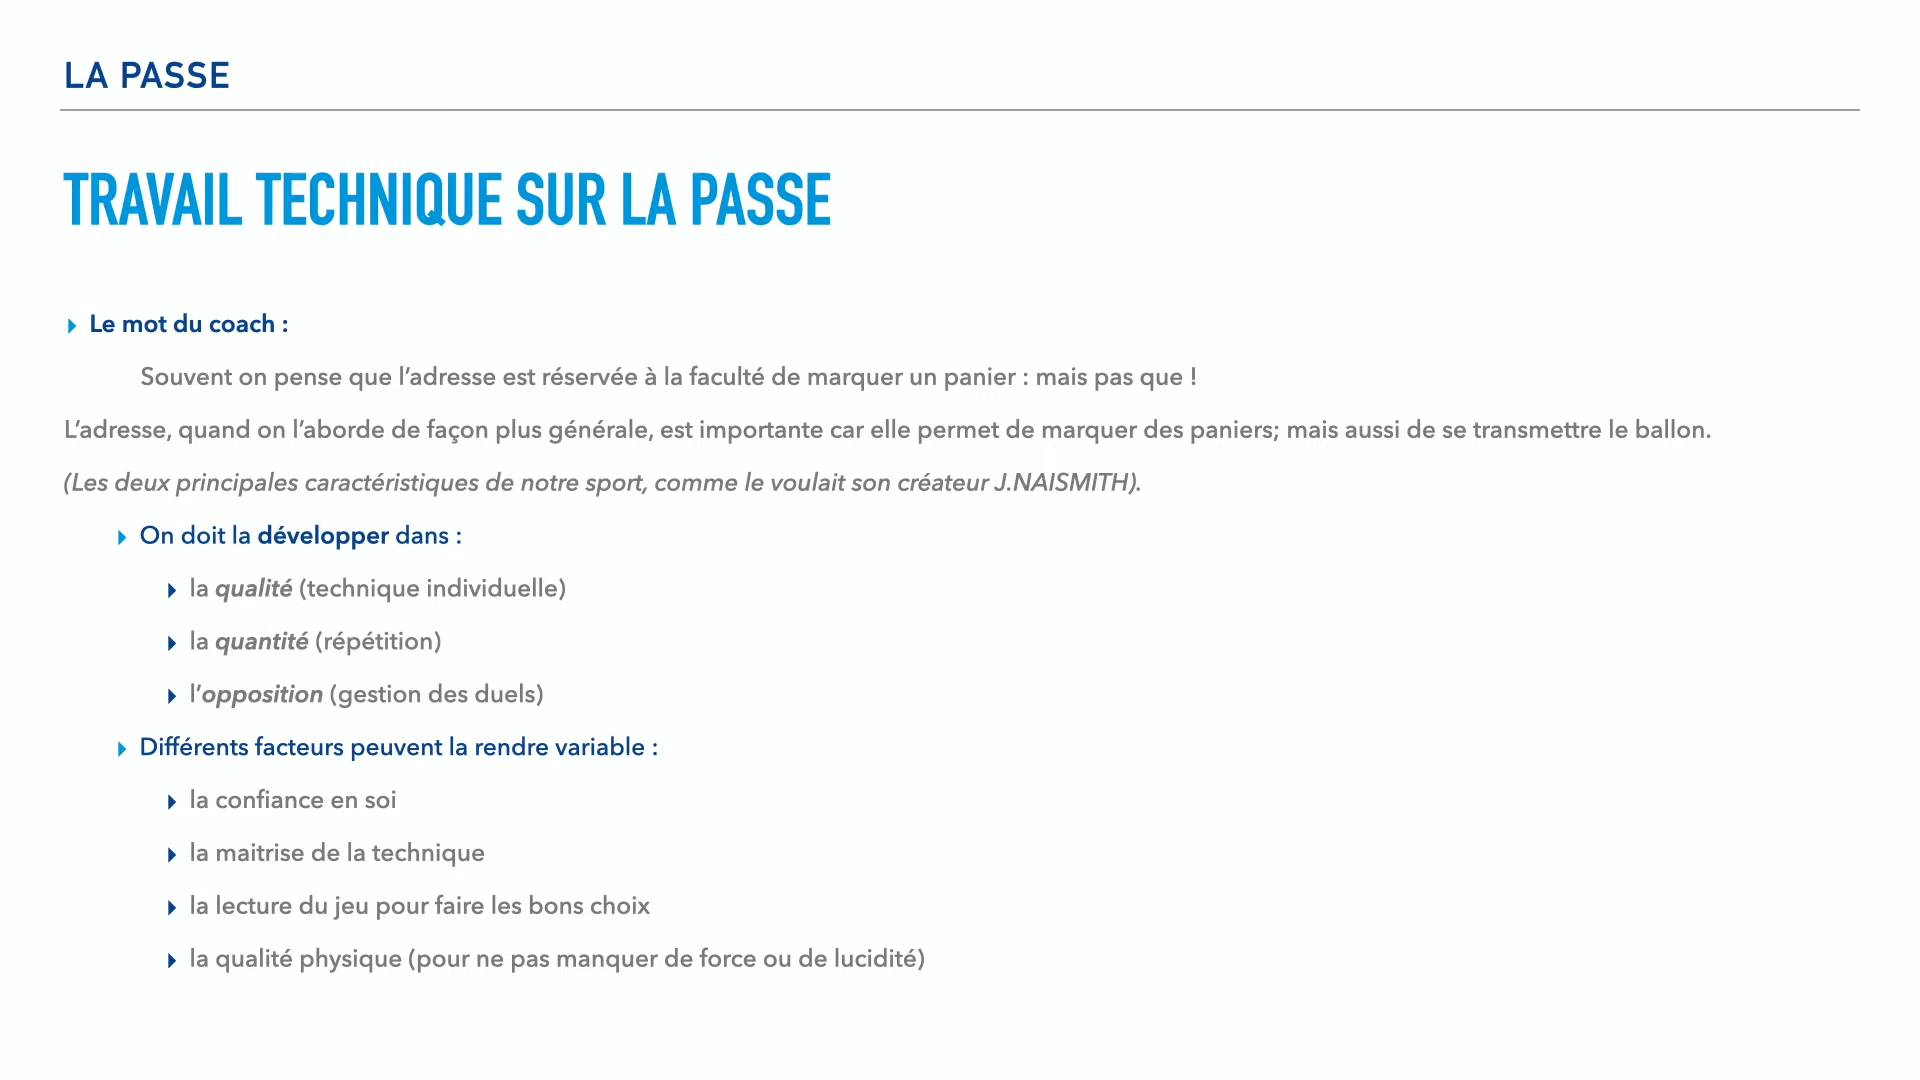 LA PASSE
TRAVAIL TECHNIQUE SUR LA PASSE
Le mot du coach :
Souvent on pense que l’adresse est réservée à la faculté de marquer un panier : mais pas que !
L’adresse, quand on l’aborde de façon plus générale, est importante car elle permet de marquer des paniers; mais aussi de se transmettre le ballon.
(Les deux principales caractéristiques de notre sport, comme le voulait son créateur J.NAISMITH).
On doit la développer dans :
la qualité (technique individuelle)
la quantité (répétition)
l’opposition (gestion des duels)
Différents facteurs peuvent la rendre variable :
la confiance en soi
la maitrise de la technique
la lecture du jeu pour faire les bons choix
la qualité physique (pour ne pas manquer de force ou de lucidité)